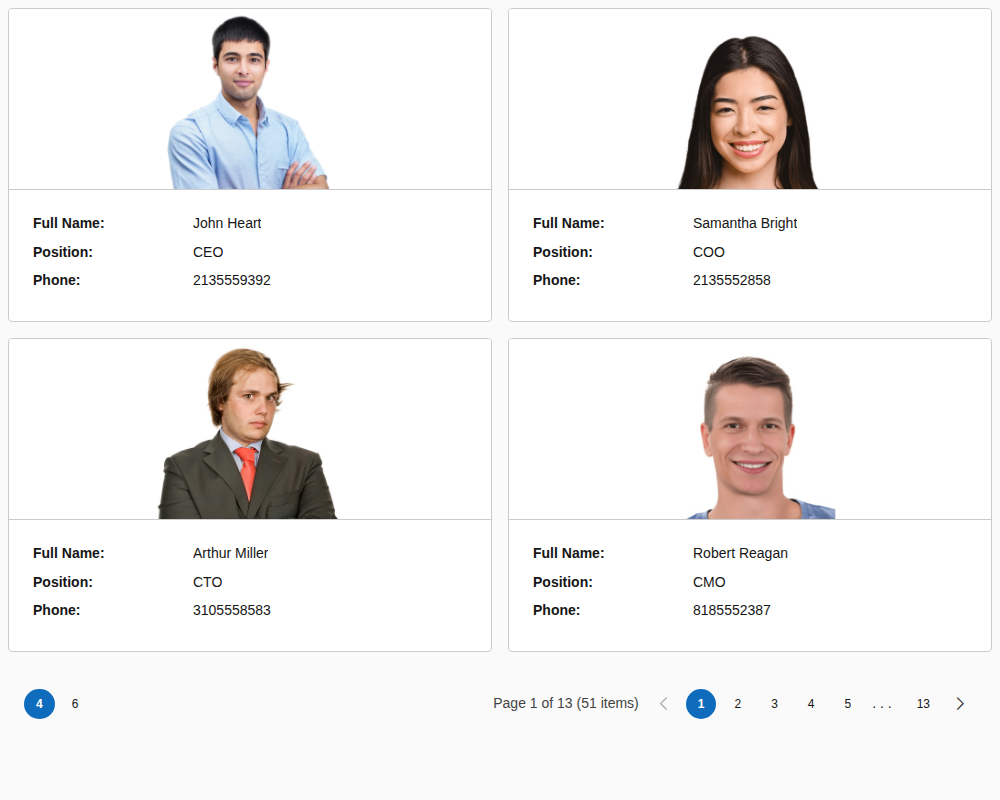 Full Name: John Heart
Position: CEO
Phone: 2135559392
Full Name: Samantha Bright
Position: COO
Phone: 2135552858
Full Name: Arthur Miller
Position: CTO
Phone: 3105558583
Full Name: Robert Reagan
Position: CMO
Phone: 8185552387
4 6 Page 1 of 13 (51 items) 1 2 3 4 5 . . . 13